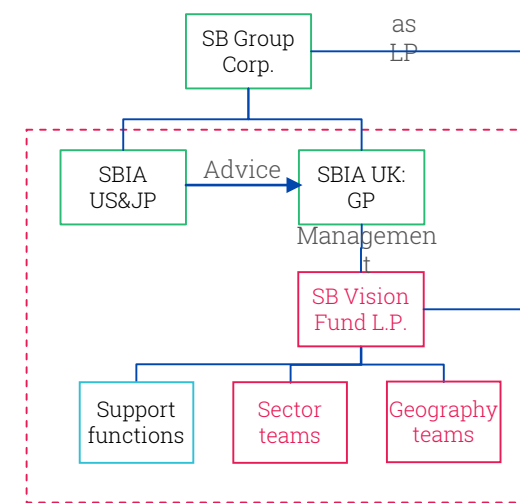 SB Group
Corp.
as
LP
SBIA
US&JP
Advice
SBIA UK:
GP
Managemen
t
SB Vision
Fund L.P.
Support
functions
Sector
teams
Geography
teams